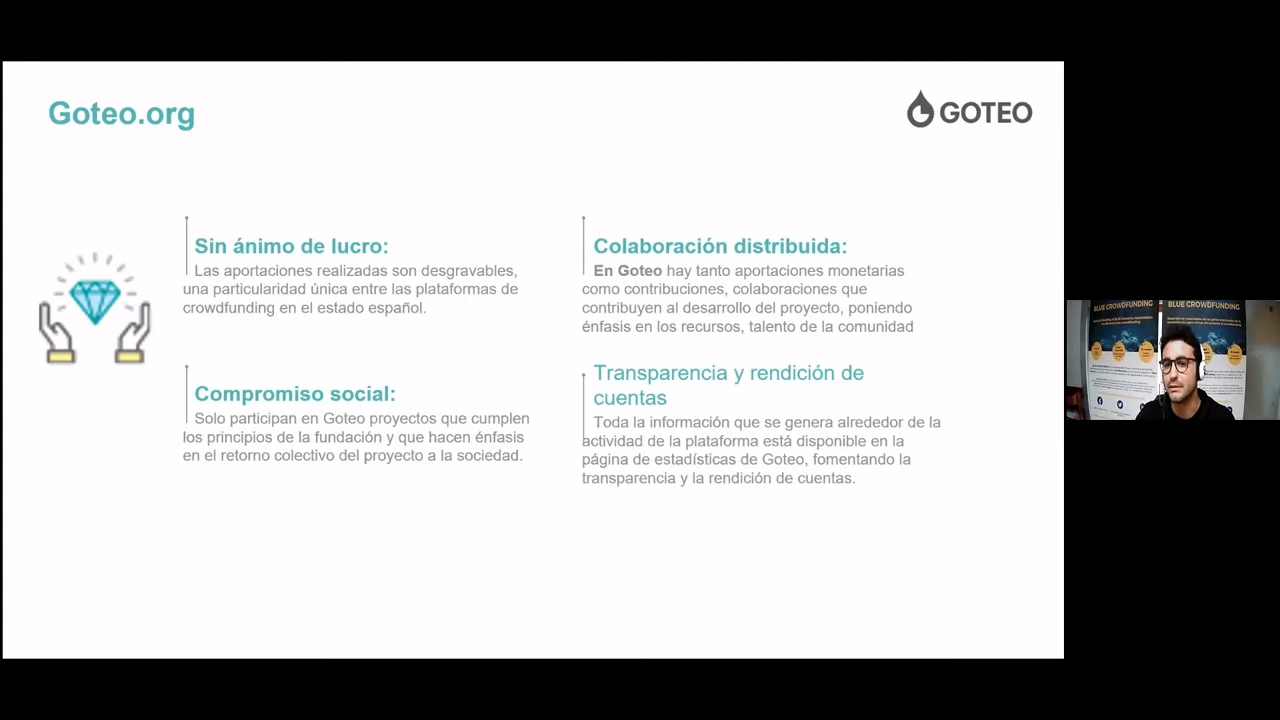 Goteo.org
GOTEO
Sin ánimo de lucro:
Las aportaciones realizadas son desgravables,
una particularidad única entre las plataformas de
crowdfunding en el estado español.
Compromiso social:
Solo participan en Goteo proyectos que cumplen
los principios de la fundación y que hacen énfasis
en el retorno colectivo del proyecto a la sociedad.
Colaboración distribuida:
En Goteo hay tanto aportaciones monetarias
como contribuciones, colaboraciones que
contribuyen al desarrollo del proyecto, poniendo
énfasis en los recursos, talento de la comunidad
Transparencia y rendición de
cuentas
Toda la información que se genera alrededor de la
actividad de la plataforma está disponible en la
página de estadísticas de Goteo, fomentando la
transparencia y la rendición de cuentas.
BLUE CROWDFUNDING
BLUE CROWDFUNDING